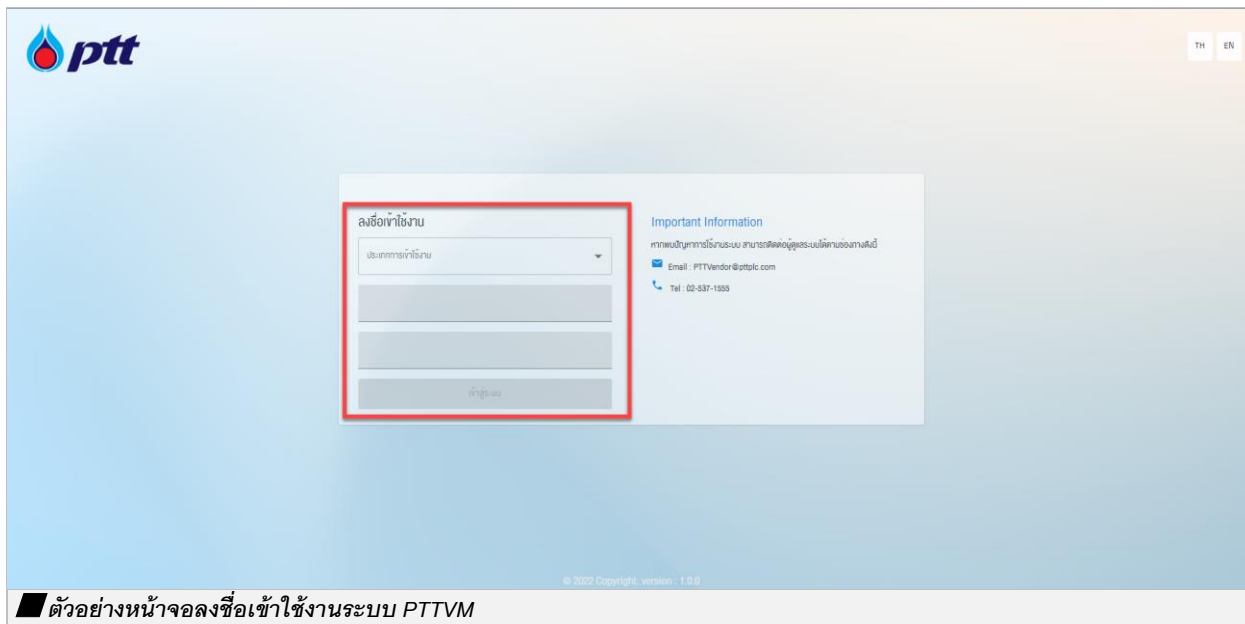 ptt
TH EN
ลงชื่อเข้าใช้งาน
ประเภทการเข้าใช้งาน
เข้าสู่ระบบ
Important Information
หากพบปัญหาการใช้งานระบบ สามารถติดต่อผู้ดูแลระบบได้ตามช่องทางดังนี้
Email : PTTVendor@pttplc.com
Tel : 02-537-1555
© 2022 Copyright. version : 1.0.0
ตัวอย่างหน้าจอลงชื่อเข้าใช้งานระบบ PTTVM